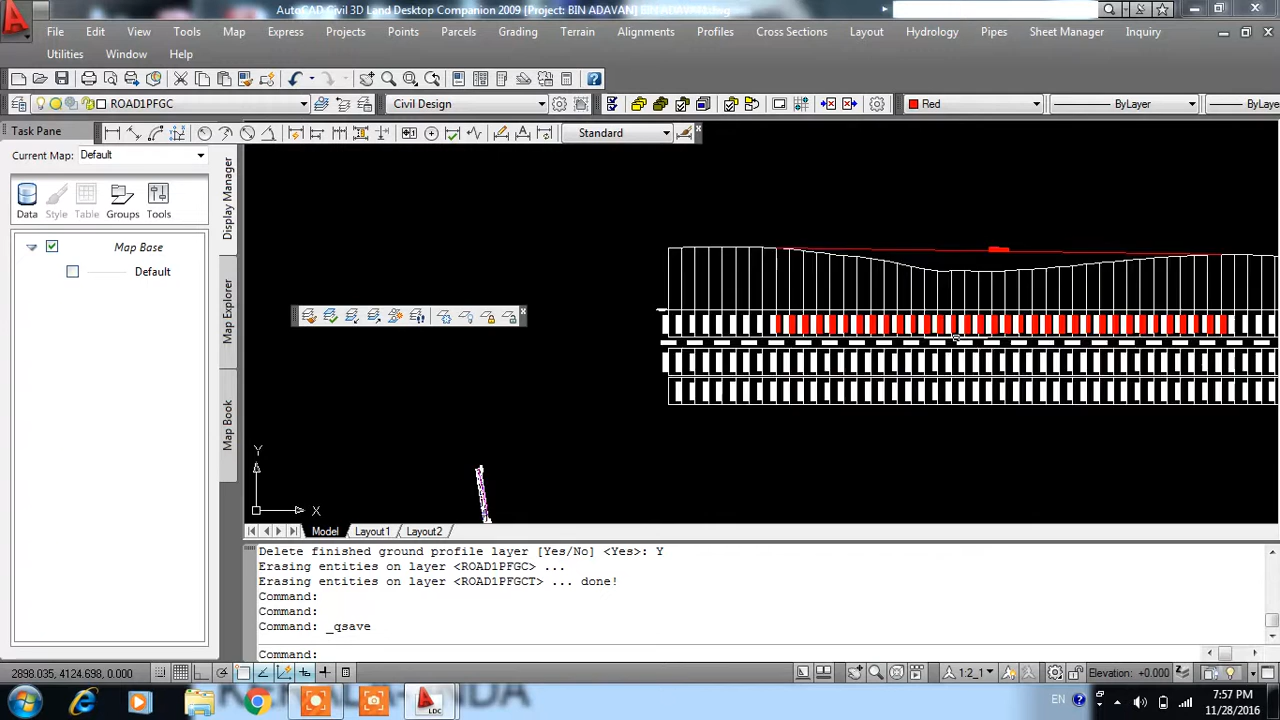 AutoCAD Civil 3D Land Desktop Companion 2009 [Project: BIN ADAVAN]
File Edit View Tools Map Express Projects Points Parcels Grading Terrain Alignments Profiles Cross Sections Layout Hydrology Pipes Sheet Manager Inquiry
Utilities Window Help
ROAD1PFGC Civil Design Red ByLayer ByLayer
Task Pane Standard
Current Map: Default
Data Style Table Groups Tools
Map Base
Default
Display Manager
Map Explorer
Map Book
Y
X
Model Layout1 Layout2
Delete finished ground profile layer [Yes/No] <Yes>: Y
Erasing entities on layer <ROAD1PFGC> ...
Erasing entities on layer <ROAD1PFGCT> ... done!
Command:
Command:
Command: _qsave
Command:
2898.035, 4124.698, 0.000 1:2_1 Elevation: +0.000
LDC
EN
7:57 PM
11/28/2016